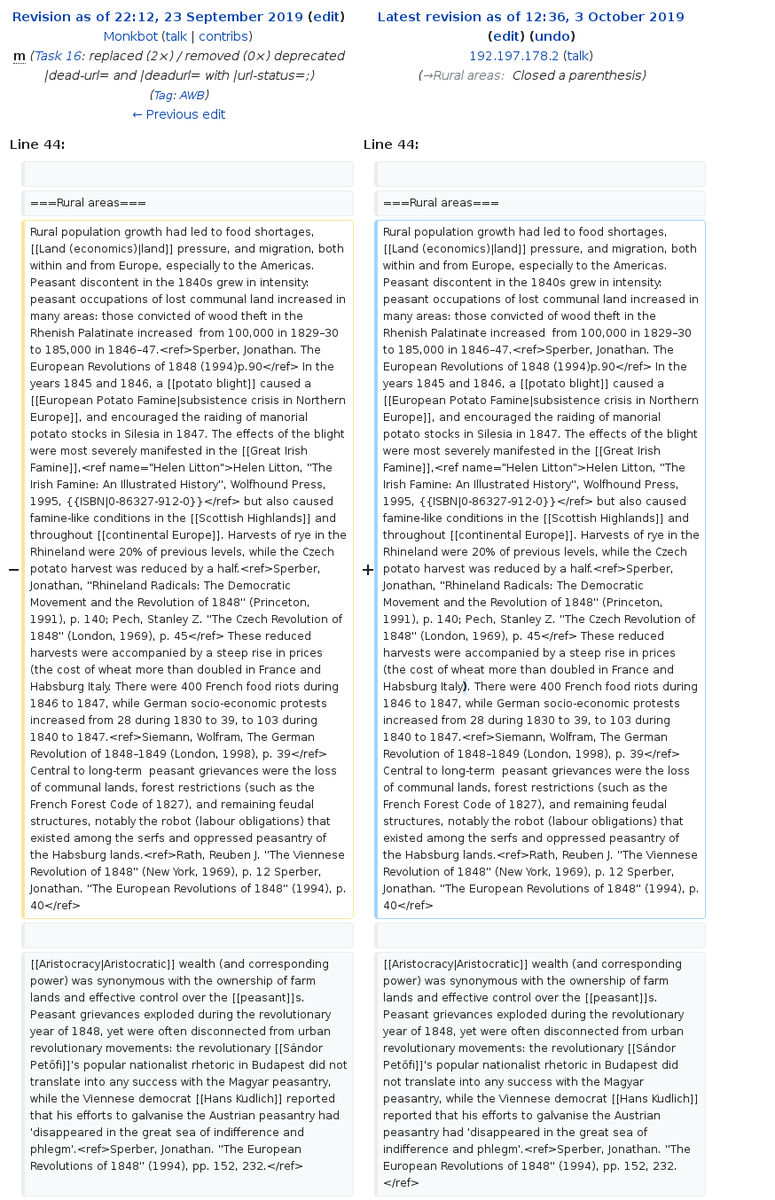 Revision as of 22:12, 23 September 2019 (edit)
Monkbot (talk | contribs)
m (Task 16: replaced (2×) / removed (0×) deprecated
|dead-url= and |deadurl= with |url-status=;)
(Tag: AWB)
← Previous edit
Latest revision as of 12:36, 3 October 2019
(edit) (undo)
192.197.178.2 (talk)
(→Rural areas: Closed a parenthesis)
Line 44:
===Rural areas===
−
Rural population growth had led to food shortages,
[[Land (economics)|land]] pressure, and migration, both
within and from Europe, especially to the Americas.
Peasant discontent in the 1840s grew in intensity:
peasant occupations of lost communal land increased in
many areas: those convicted of wood theft in the
Rhenish Palatinate increased  from 100,000 in 1829–30
to 185,000 in 1846–47.<ref>Sperber, Jonathan. The
European Revolutions of 1848 (1994)p.90</ref> In the
years 1845 and 1846, a [[potato blight]] caused a
[[European Potato Famine|subsistence crisis in Northern
Europe]], and encouraged the raiding of manorial
potato stocks in Silesia in 1847. The effects of the blight
were most severely manifested in the [[Great Irish
Famine]],<ref name="Helen Litton">Helen Litton, "The
Irish Famine: An Illustrated History", Wolfhound Press,
1995, {{ISBN|0-86327-912-0}}</ref> but also caused
famine-like conditions in the [[Scottish Highlands]] and
throughout [[continental Europe]]. Harvests of rye in the
Rhineland were 20% of previous levels, while the Czech
potato harvest was reduced by a half.<ref>Sperber,
Jonathan, "Rhineland Radicals: The Democratic
Movement and the Revolution of 1848" (Princeton,
1991), p. 140; Pech, Stanley Z. "The Czech Revolution of
1848" (London, 1969), p. 45</ref> These reduced
harvests were accompanied by a steep rise in prices
(the cost of wheat more than doubled in France and
Habsburg Italy. There were 400 French food riots during
1846 to 1847, while German socio-economic protests
increased from 28 during 1830 to 39, to 103 during
1840 to 1847.<ref>Siemann, Wolfram, The German
Revolution of 1848–1849 (London, 1998), p. 39</ref>
Central to long-term  peasant grievances were the loss
of communal lands, forest restrictions (such as the
French Forest Code of 1827), and remaining feudal
structures, notably the robot (labour obligations) that
existed among the serfs and oppressed peasantry of
the Habsburg lands.<ref>Rath, Reuben J. "The Viennese
Revolution of 1848" (New York, 1969), p. 12 Sperber,
Jonathan. "The European Revolutions of 1848" (1994), p.
40</ref>
[[Aristocracy|Aristocratic]] wealth (and corresponding
power) was synonymous with the ownership of farm
lands and effective control over the [[peasant]]s.
Peasant grievances exploded during the revolutionary
year of 1848, yet were often disconnected from urban
revolutionary movements: the revolutionary [[Sándor
Petőfi]]'s popular nationalist rhetoric in Budapest did not
translate into any success with the Magyar peasantry,
while the Viennese democrat [[Hans Kudlich]] reported
that his efforts to galvanise the Austrian peasantry had
'disappeared in the great sea of indifference and
phlegm'.<ref>Sperber, Jonathan. "The European
Revolutions of 1848" (1994), pp. 152, 232.</ref>
Line 44:
===Rural areas===
+
Rural population growth had led to food shortages,
[[Land (economics)|land]] pressure, and migration, both
within and from Europe, especially to the Americas.
Peasant discontent in the 1840s grew in intensity:
peasant occupations of lost communal land increased in
many areas: those convicted of wood theft in the
Rhenish Palatinate increased  from 100,000 in 1829–30
to 185,000 in 1846–47.<ref>Sperber, Jonathan. The
European Revolutions of 1848 (1994)p.90</ref> In the
years 1845 and 1846, a [[potato blight]] caused a
[[European Potato Famine|subsistence crisis in Northern
Europe]], and encouraged the raiding of manorial
potato stocks in Silesia in 1847. The effects of the blight
were most severely manifested in the [[Great Irish
Famine]],<ref name="Helen Litton">Helen Litton, "The
Irish Famine: An Illustrated History", Wolfhound Press,
1995, {{ISBN|0-86327-912-0}}</ref> but also caused
famine-like conditions in the [[Scottish Highlands]] and
throughout [[continental Europe]]. Harvests of rye in the
Rhineland were 20% of previous levels, while the Czech
potato harvest was reduced by a half.<ref>Sperber,
Jonathan, "Rhineland Radicals: The Democratic
Movement and the Revolution of 1848" (Princeton,
1991), p. 140; Pech, Stanley Z. "The Czech Revolution of
1848" (London, 1969), p. 45</ref> These reduced
harvests were accompanied by a steep rise in prices
(the cost of wheat more than doubled in France and
Habsburg Italy). There were 400 French food riots during
1846 to 1847, while German socio-economic protests
increased from 28 during 1830 to 39, to 103 during
1840 to 1847.<ref>Siemann, Wolfram, The German
Revolution of 1848–1849 (London, 1998), p. 39</ref>
Central to long-term  peasant grievances were the loss
of communal lands, forest restrictions (such as the
French Forest Code of 1827), and remaining feudal
structures, notably the robot (labour obligations) that
existed among the serfs and oppressed peasantry of
the Habsburg lands.<ref>Rath, Reuben J. "The Viennese
Revolution of 1848" (New York, 1969), p. 12 Sperber,
Jonathan. "The European Revolutions of 1848" (1994), p.
40</ref>
[[Aristocracy|Aristocratic]] wealth (and corresponding
power) was synonymous with the ownership of farm
lands and effective control over the [[peasant]]s.
Peasant grievances exploded during the revolutionary
year of 1848, yet were often disconnected from urban
revolutionary movements: the revolutionary [[Sándor
Petőfi]]'s popular nationalist rhetoric in Budapest did
not translate into any success with the Magyar
peasantry, while the Viennese democrat [[Hans Kudlich]]
reported that his efforts to galvanise the Austrian
peasantry had 'disappeared in the great sea of
indifference and phlegm'.<ref>Sperber, Jonathan. "The
European Revolutions of 1848" (1994), pp. 152, 232.
</ref>